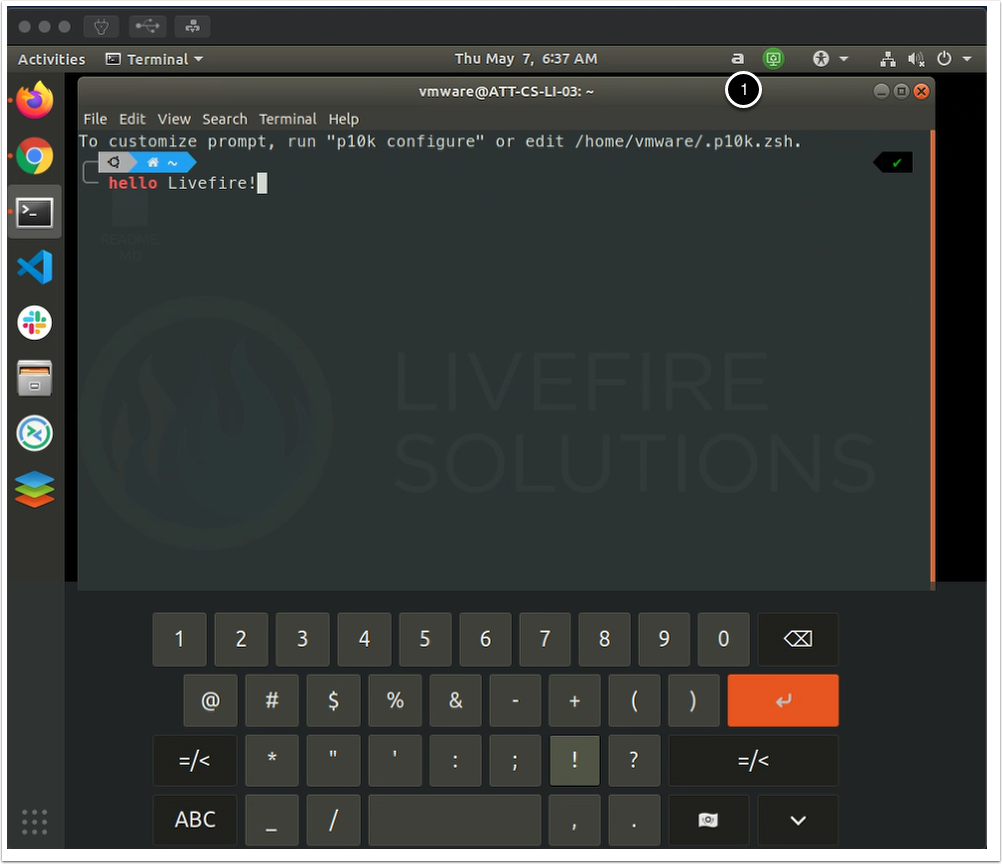 Activities Terminal Thu May 7, 6:37 AM a
1
vmware@ATT-CS-LI-03: ~
File Edit View Search Terminal Help
To customize prompt, run "p10k configure" or edit /home/vmware/.p10k.zsh.
~ ✔
hello Livefire!
README.
MD
LIVEFIRE
SOLUTIONS
1 2 3 4 5 6 7 8 9 0 ⌫
@ # $ % & - + ( ) ↵
=/< * " ' : ; ! ? =/<
ABC _ / , .